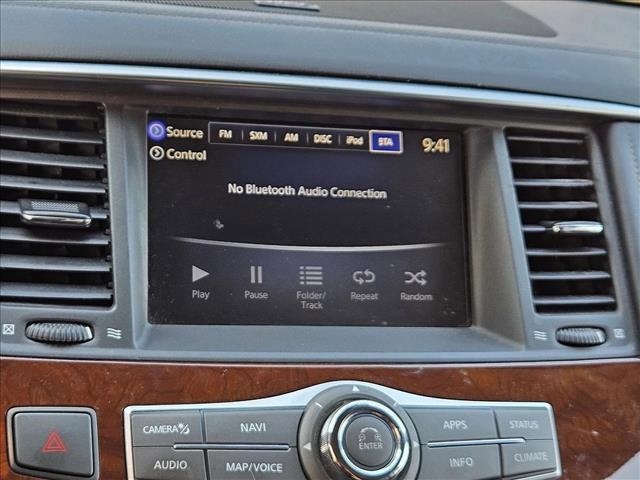 Source FM SXM AM DISC iPod BTA 9:41
Control
No Bluetooth Audio Connection
Play Pause Folder/ Repeat Random
Track
CAMERA NAVI APPS STATUS
ENTER
AUDIO MAP/VOICE INFO CLIMATE